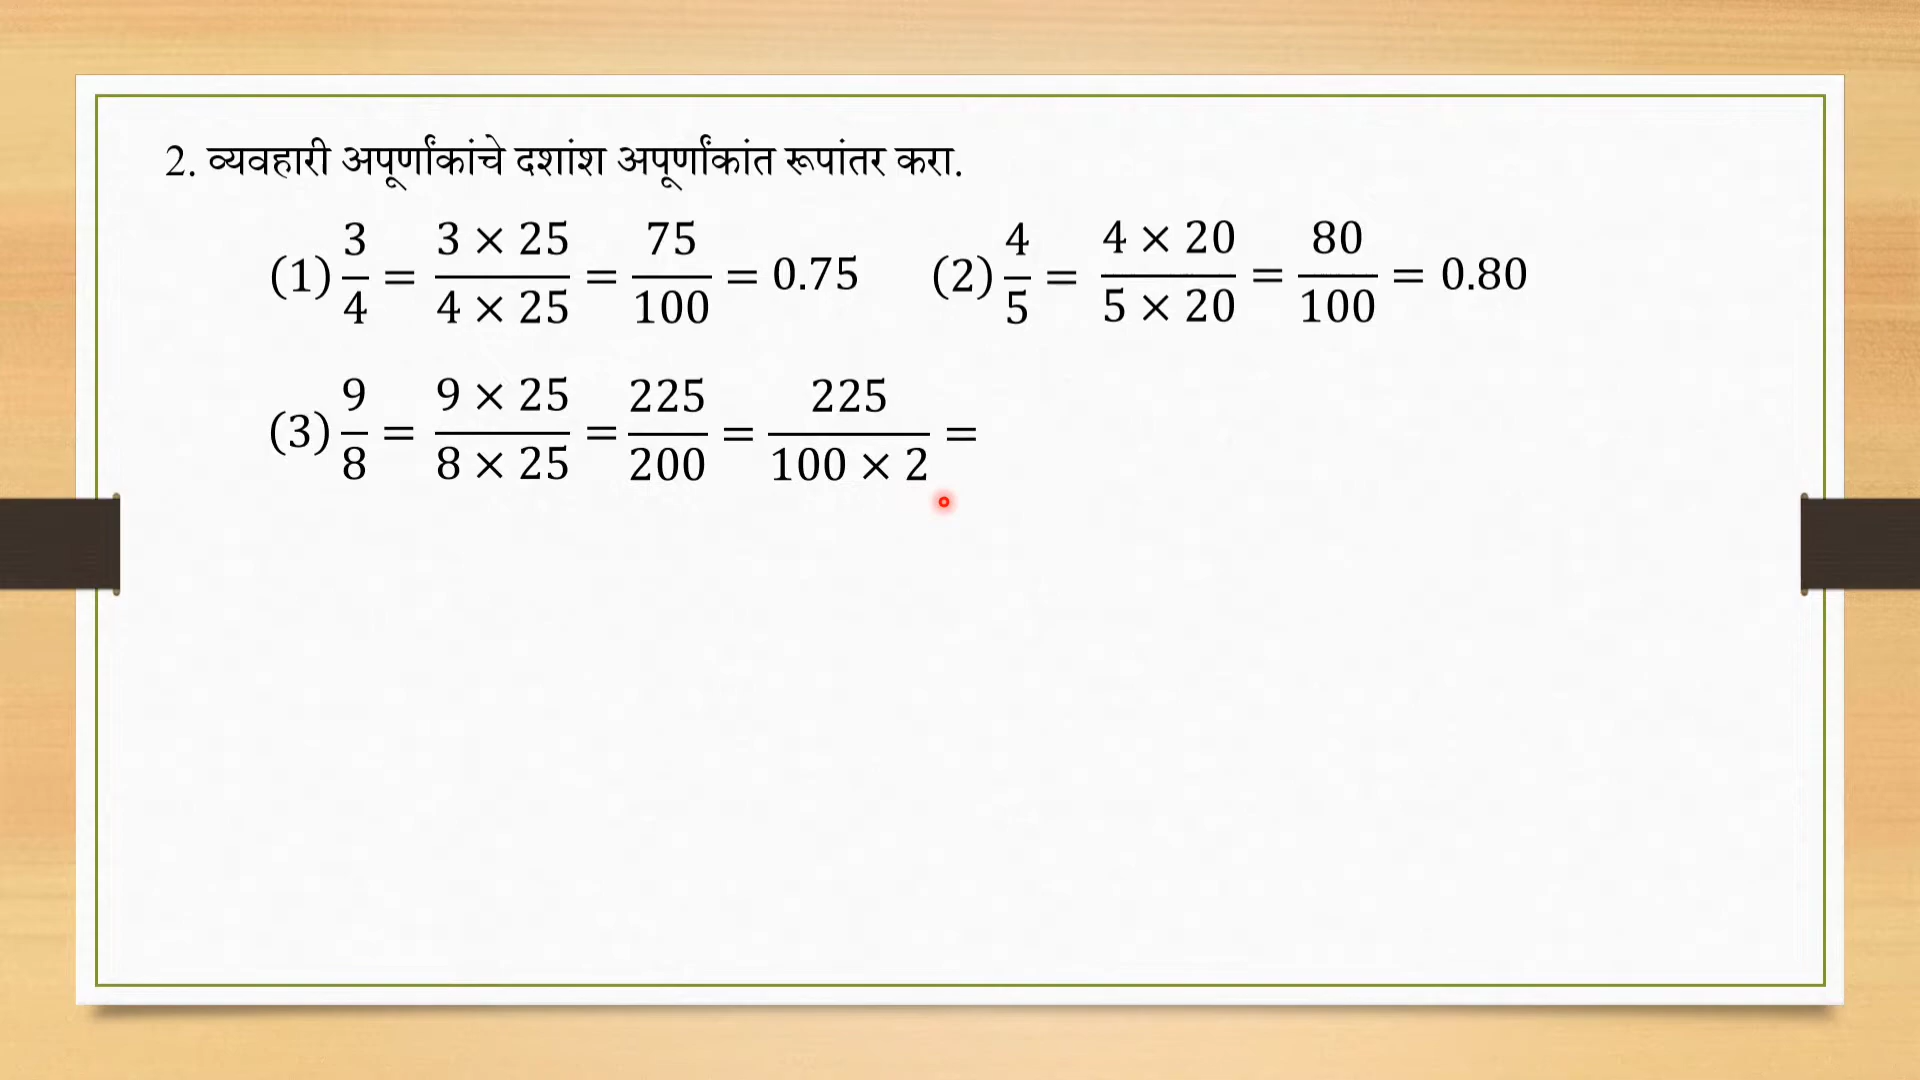 2. व्यवहारी अपूर्णांकांचे दशांश अपूर्णांकांत रूपांतर करा.
(1) 3/4 = (3 × 25)/(4 × 25) = 75/100 = 0.75 (2) 4/5 = (4 × 20)/(5 × 20) = 80/100 = 0.80
(3) 9/8 = (9 × 25)/(8 × 25) = 225/200 = 225/(100 × 2) =